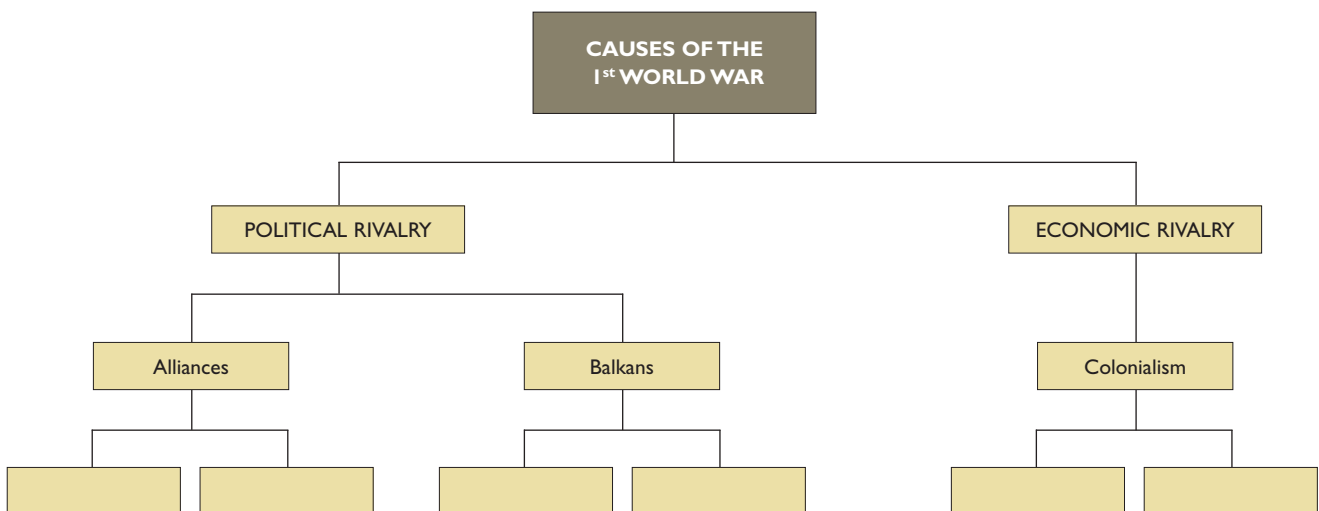 CAUSES OF THE
1st WORLD WAR
POLITICAL RIVALRY
ECONOMIC RIVALRY
Alliances
Balkans
Colonialism